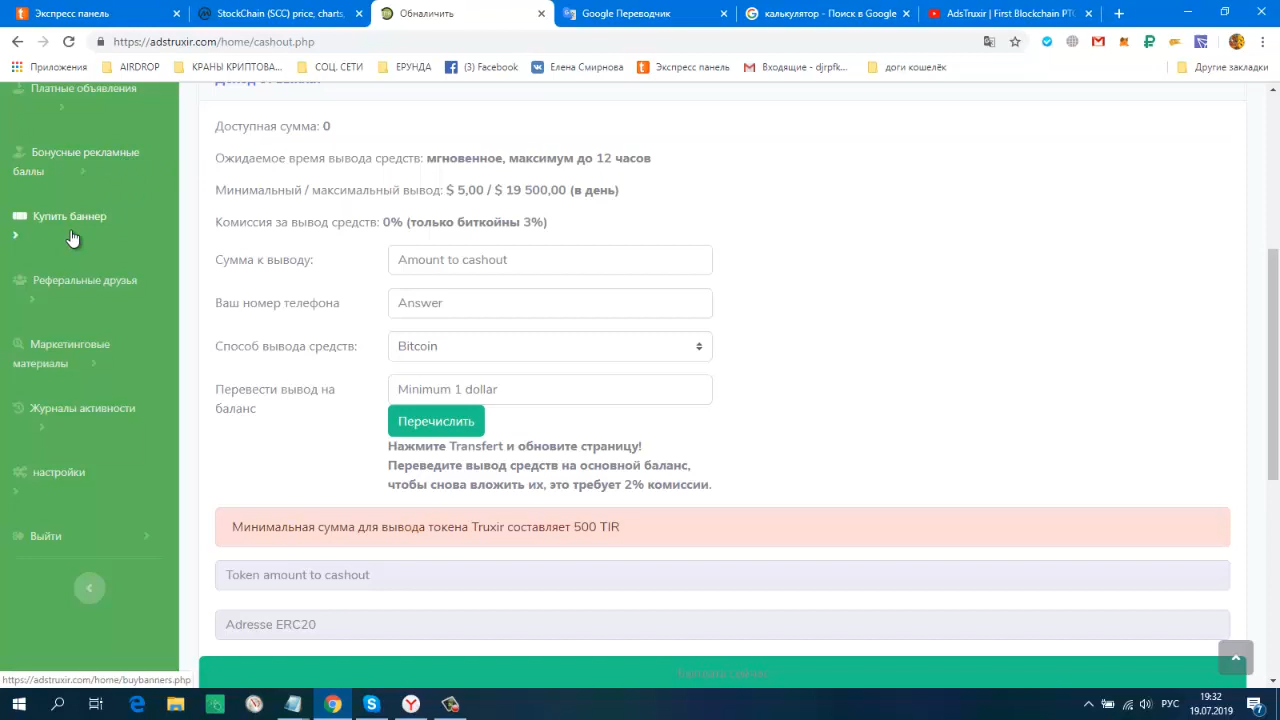 Экспресс панель
StockChain (SCC) price, charts,
Обналичить
Google Переводчик
калькулятор - Поиск в Google
AdsTruxir | First Blockchain PTC
https://adstruxir.com/home/cashout.php
Приложения
AIRDROP
КРАНЫ КРИПТОВА...
СОЦ. СЕТИ
ЕРУНДА
(3) Facebook
Елена Смирнова
Экспресс панель
Входящие - djrpfk...
доги кошелёк
Другие закладки
Платные объявления
Бонусные рекламные
баллы
Купить баннер
Реферальные друзья
Маркетинговые
материалы
Журналы активности
настройки
Выйти
Доступная сумма: 0
Ожидаемое время вывода средств: мгновенное, максимум до 12 часов
Минимальный / максимальный вывод: $ 5,00 / $ 19 500,00 (в день)
Комиссия за вывод средств: 0% (только биткойны 3%)
Сумма к выводу:
Amount to cashout
Ваш номер телефона
Answer
Способ вывода средств:
Bitcoin
Перевести вывод на
баланс
Minimum 1 dollar
Перечислить
Нажмите Transfert и обновите страницу!
Переведите вывод средств на основной баланс,
чтобы снова вложить их, это требует 2% комиссии.
Минимальная сумма для вывода токена Truxir составляет 500 TIR
Token amount to cashout
Adresse ERC20
https://adstruxir.com/home/buybanners.php
РУС
19:32
19.07.2019